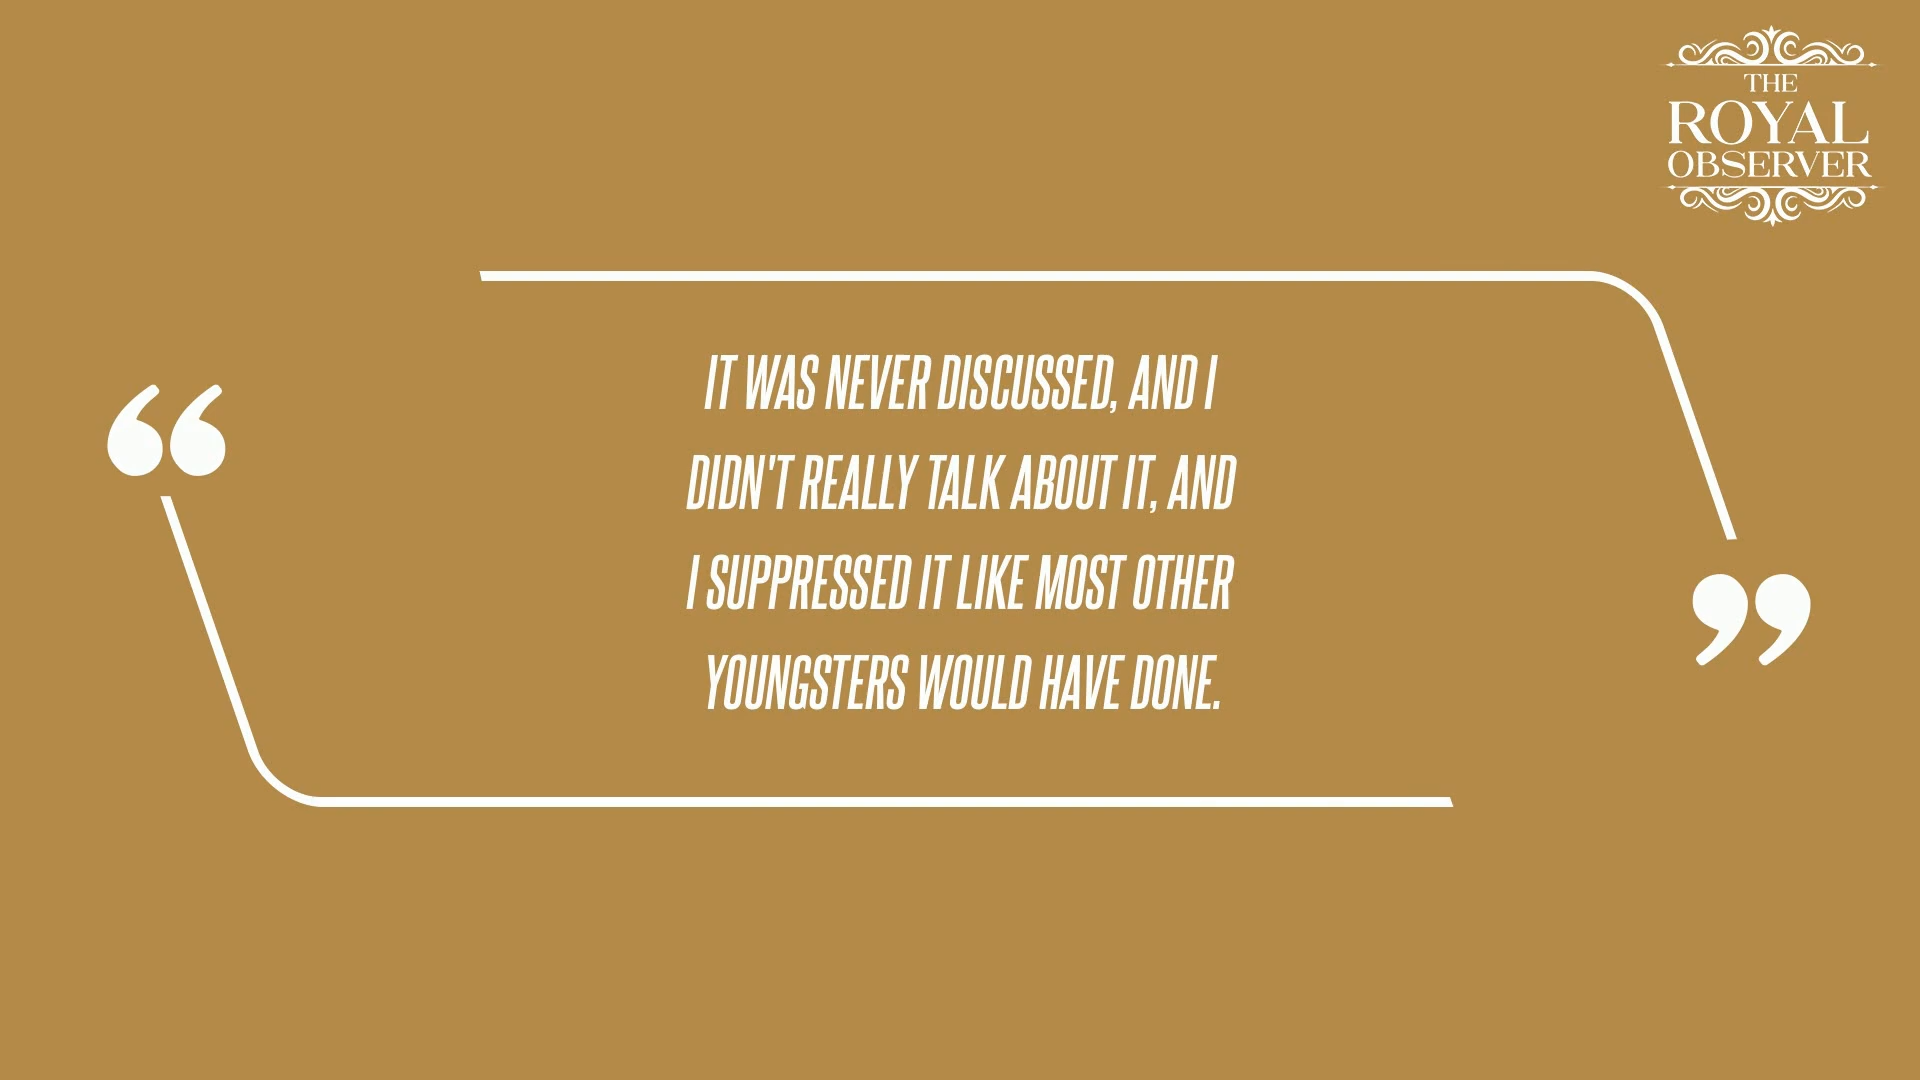 THE
ROYAL
OBSERVER
“
IT WAS NEVER DISCUSSED, AND I
DIDN'T REALLY TALK ABOUT IT, AND
I SUPPRESSED IT LIKE MOST OTHER
YOUNGSTERS WOULD HAVE DONE.
”